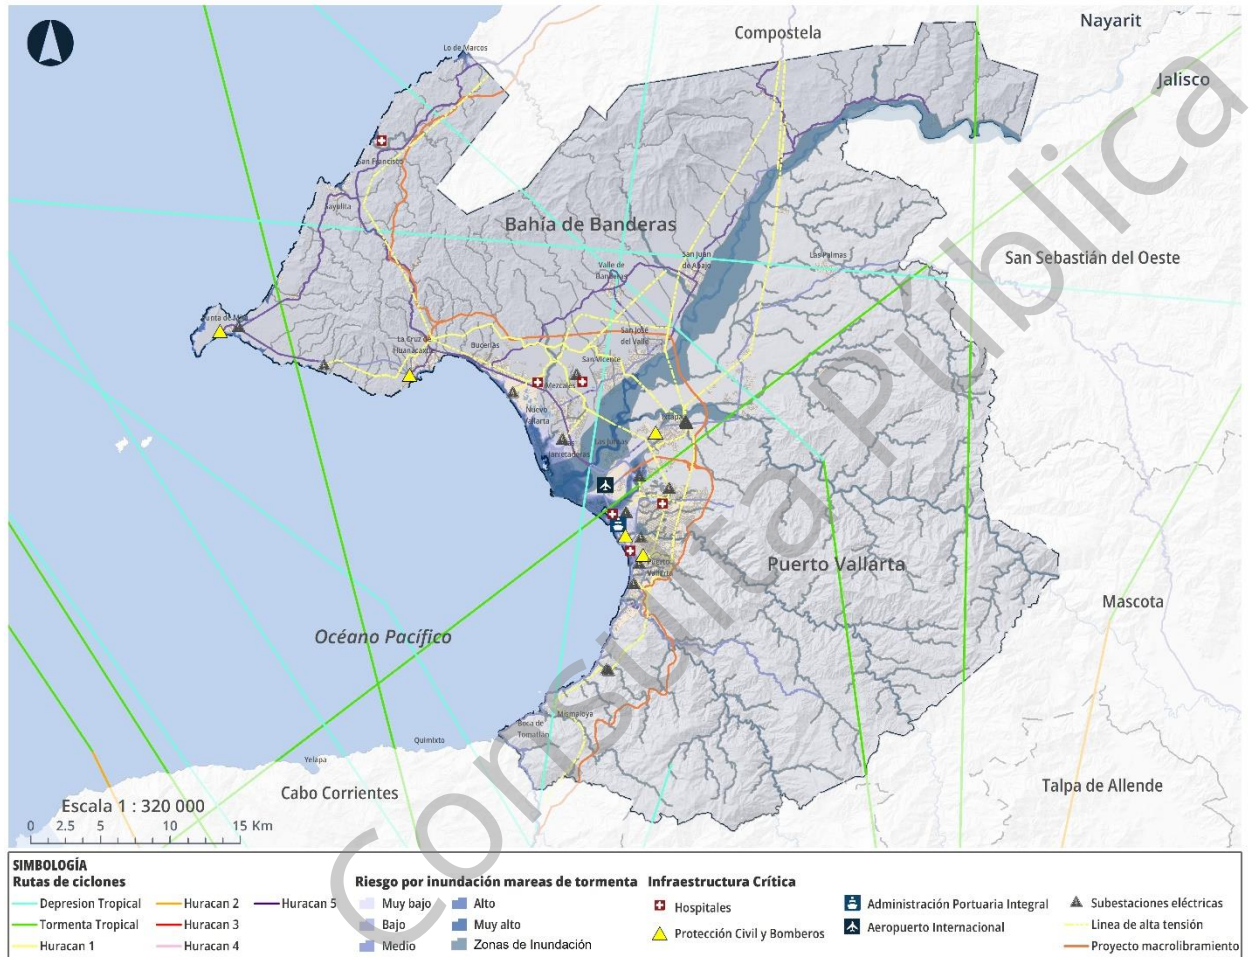 Nayarit
Compostela
Lo de Marcos
Jalisco
San Francisco
Sayulita
Bahía de Banderas
San Juan
de Abajo
Las Palmas
San Sebastián del Oeste
Valle de
Banderas
Punta de Mita
San José
del Valle
La Cruz de
Huanacaxtle
Bucerías
San Vicente
Mezcales
Nuevo
Vallarta
Ixtapa
Las Juntas
Jarretaderas
Puerto
Vallarta
Puerto Vallarta
Mascota
Océano Pacífico
Mismaloya
Boca de
Tomatlán
Quimixto
Yelapa
Cabo Corrientes
Talpa de Allende
Consulta Pública
Escala 1 : 320 000
0 2.5 5 10 15 Km
SIMBOLOGÍA
Rutas de ciclones
Depresion Tropical
Tormenta Tropical
Huracan 1
Huracan 2
Huracan 3
Huracan 4
Huracan 5
Riesgo por inundación mareas de tormenta
Muy bajo
Bajo
Medio
Alto
Muy alto
Zonas de Inundación
Infraestructura Crítica
Hospitales
Protección Civil y Bomberos
Administración Portuaria Integral
Aeropuerto Internacional
Subestaciones eléctricas
Linea de alta tensión
Proyecto macrolibramiento